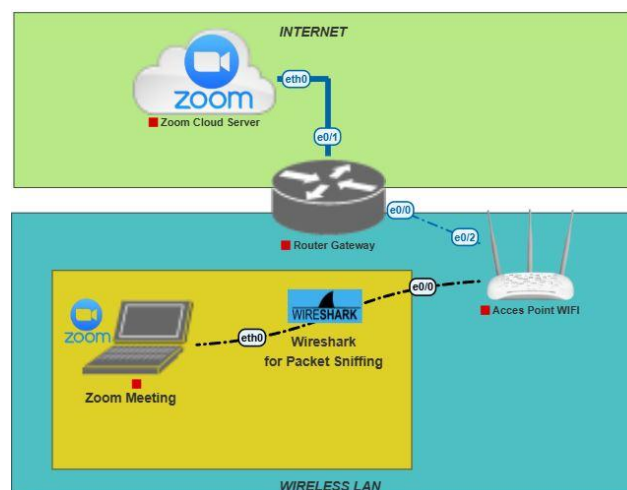 INTERNET
zoom
eth0
Zoom Cloud Server
e0/1
e0/0
Router Gateway
e0/2
e0/0
Acces Point WIFI
WIRESHARK
zoom
eth0
Wireshark
for Packet Sniffing
Zoom Meeting
WIRELESS LAN